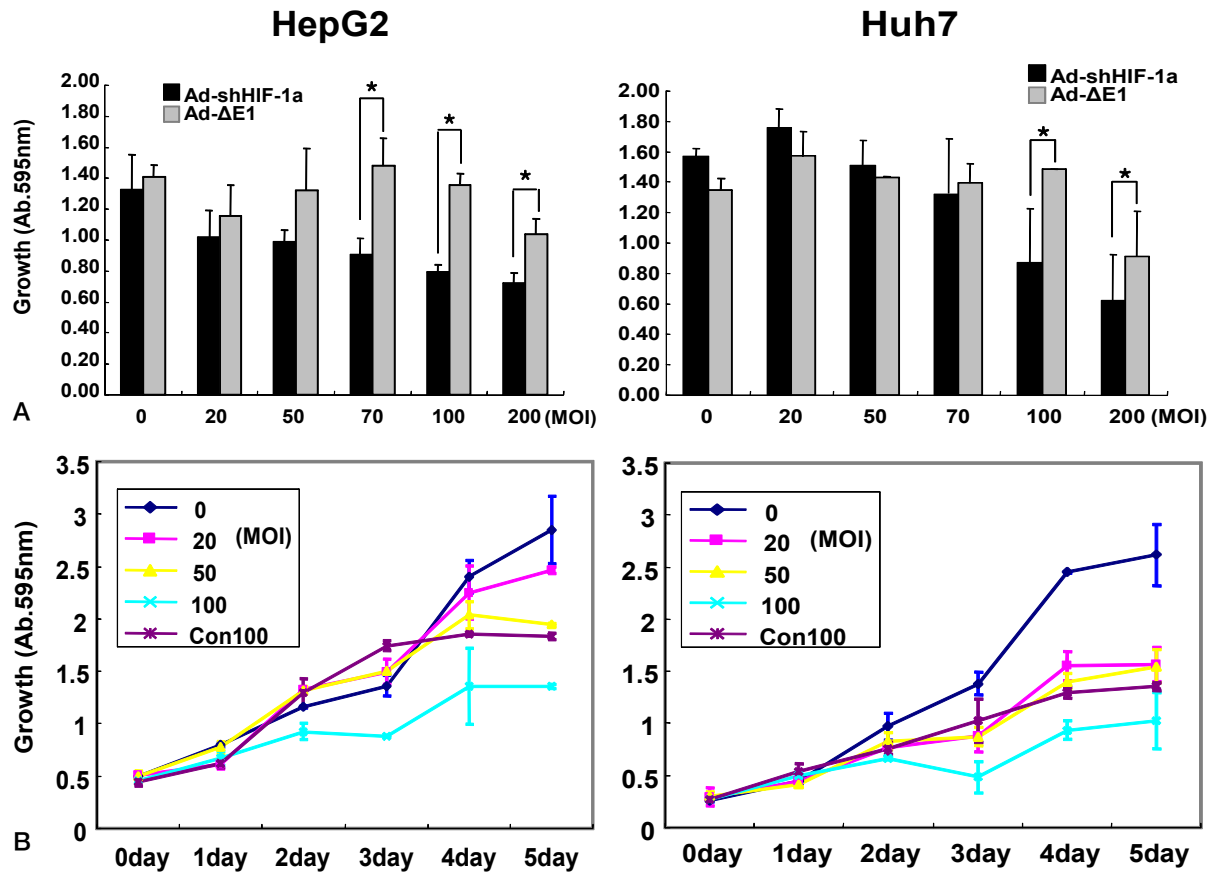 HepG2
Huh7
Growth (Ab.595nm)
2.00
1.80
1.60
1.40
1.20
1.00
0.80
0.60
0.40
0.20
0.00
Ad-shHIF-1a
Ad-ΔE1
*
*
*
0 20 50 70 100 200 (MOI)
A
2.00
1.80
1.60
1.40
1.20
1.00
0.80
0.60
0.40
0.20
0.00
Ad-shHIF-1a
Ad-ΔE1
*
*
0 20 50 70 100 200 (MOI)
Growth (Ab.595nm)
3.5
3
2.5
2
1.5
1
0.5
0
0
20 (MOI)
50
100
Con100
0day 1day 2day 3day 4day 5day
B
Growth (Ab.595nm)
3.5
3
2.5
2
1.5
1
0.5
0
0
20 (MOI)
50
100
Con100
0day 1day 2day 3day 4day 5day